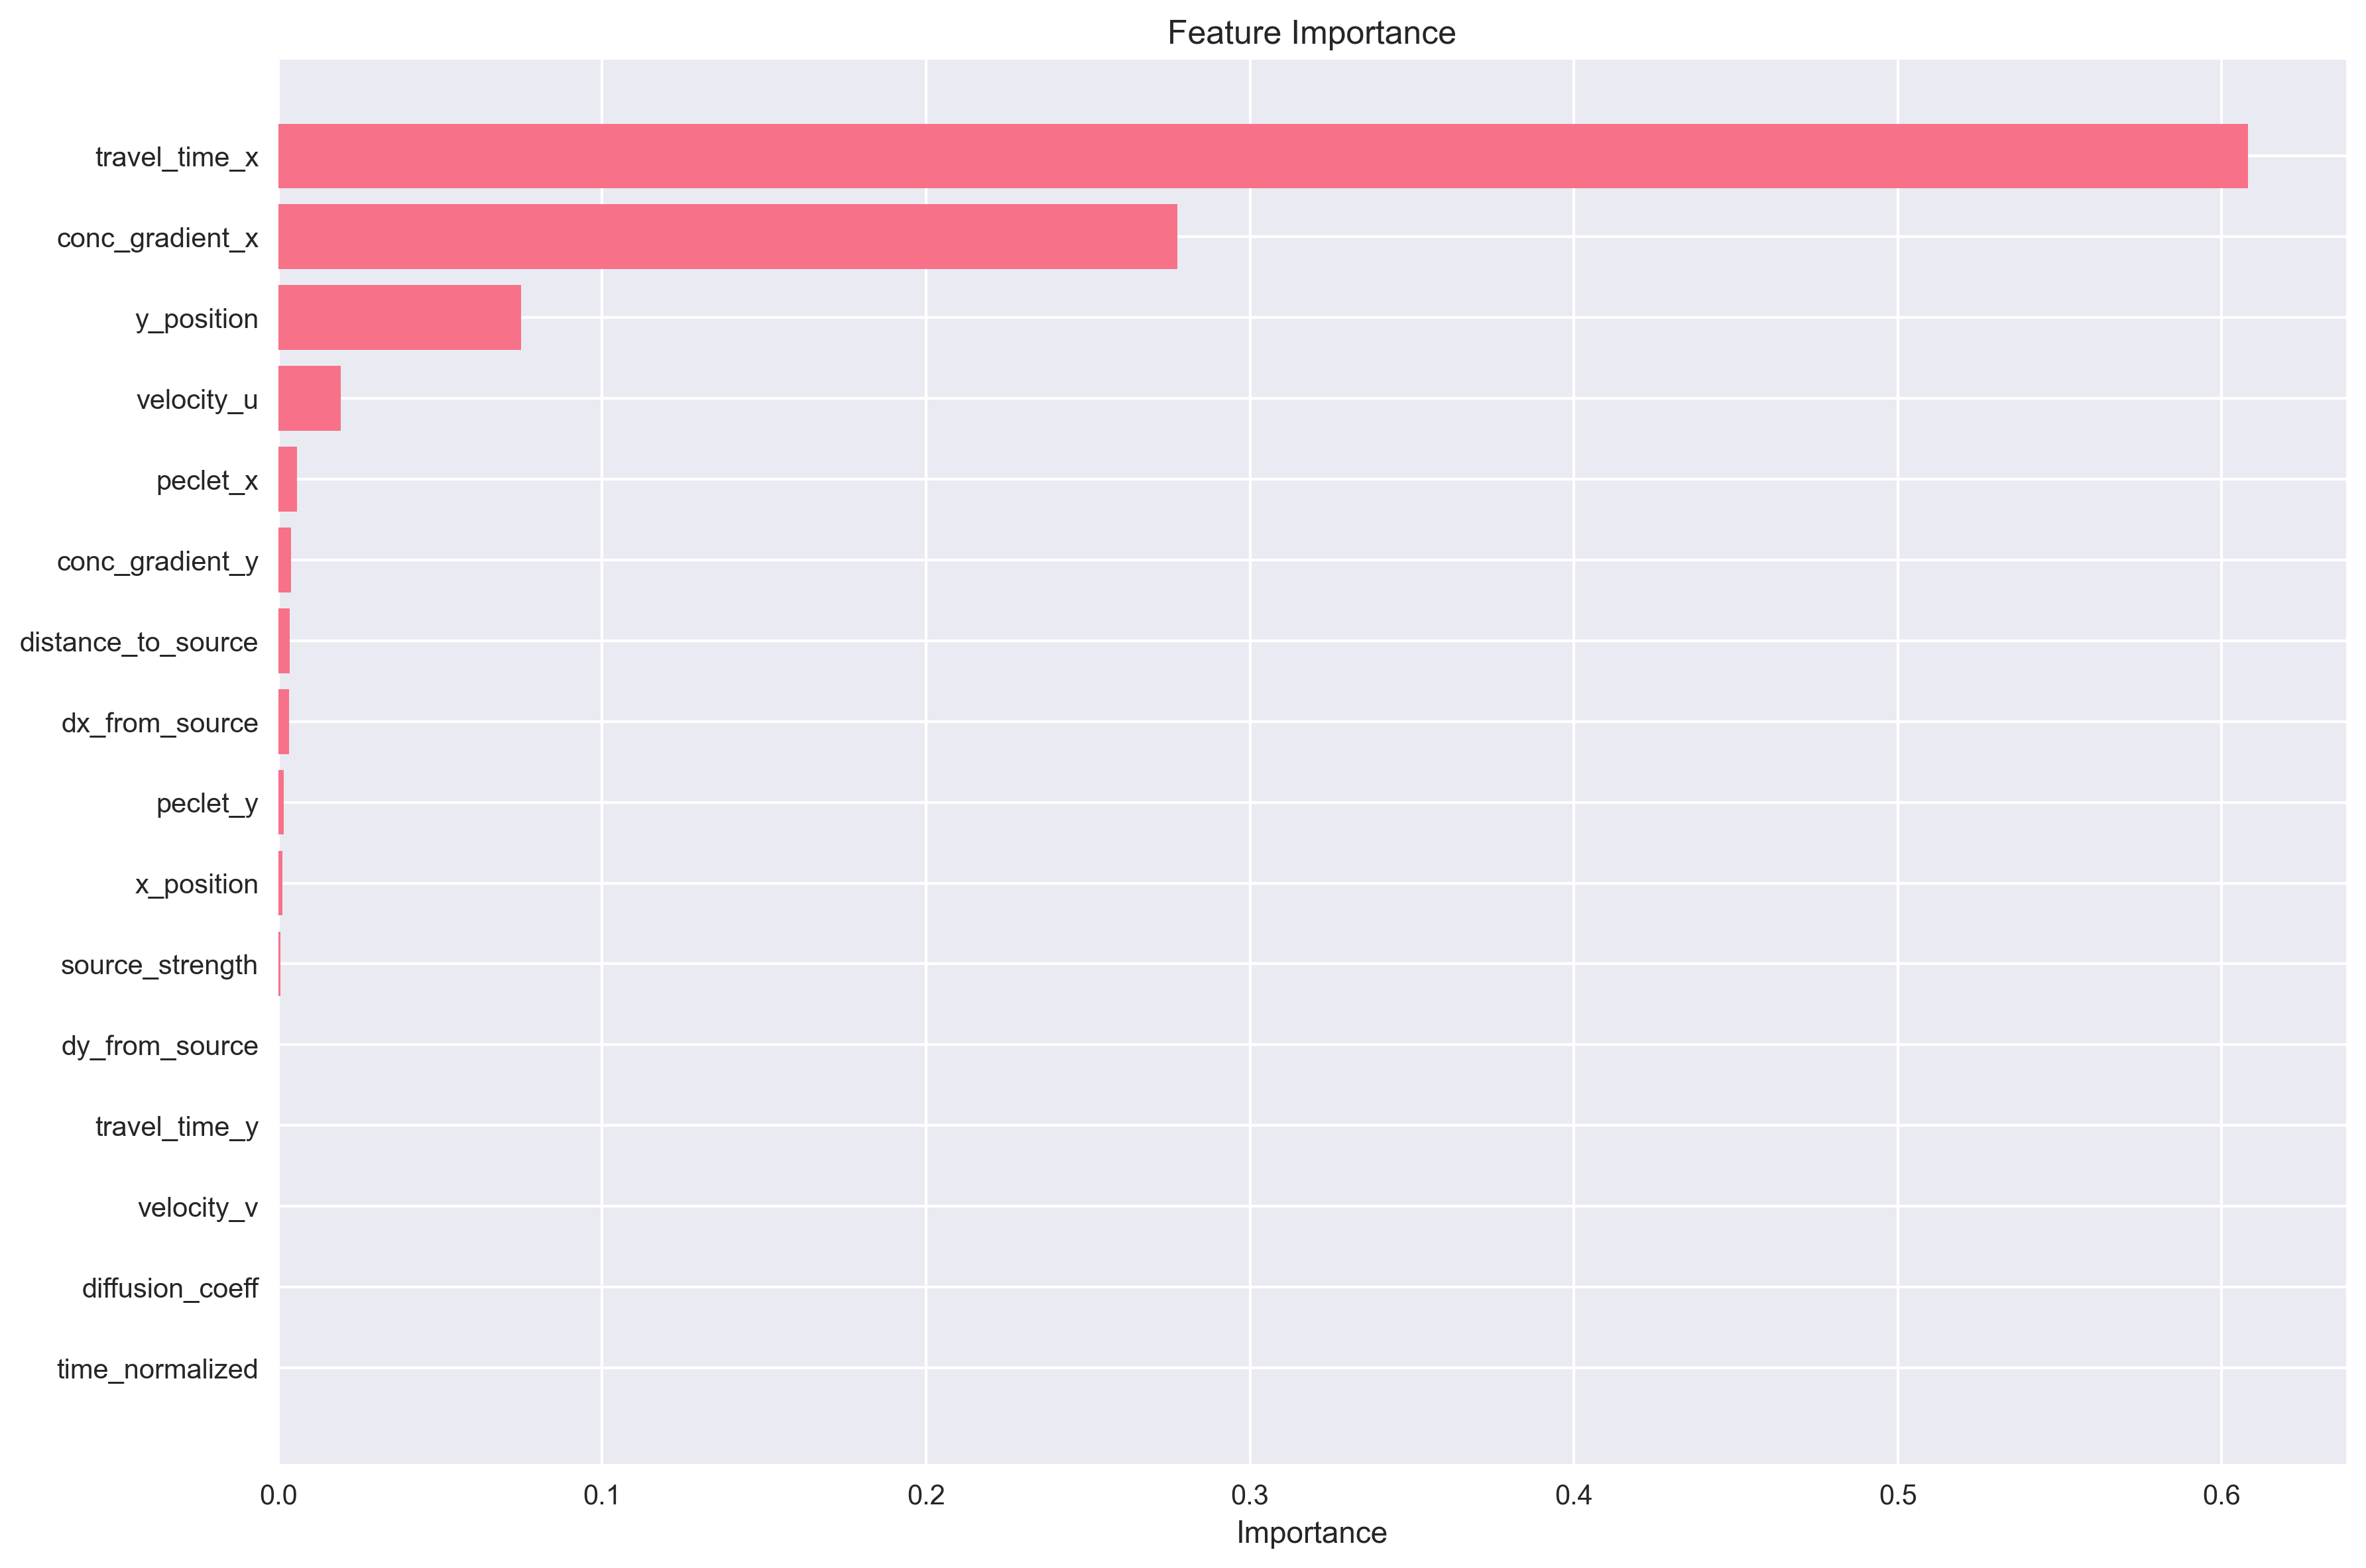 Feature Importance
travel_time_x
conc_gradient_x
y_position
velocity_u
peclet_x
conc_gradient_y
distance_to_source
dx_from_source
peclet_y
x_position
source_strength
dy_from_source
travel_time_y
velocity_v
diffusion_coeff
time_normalized
0.0 0.1 0.2 0.3 0.4 0.5 0.6
Importance